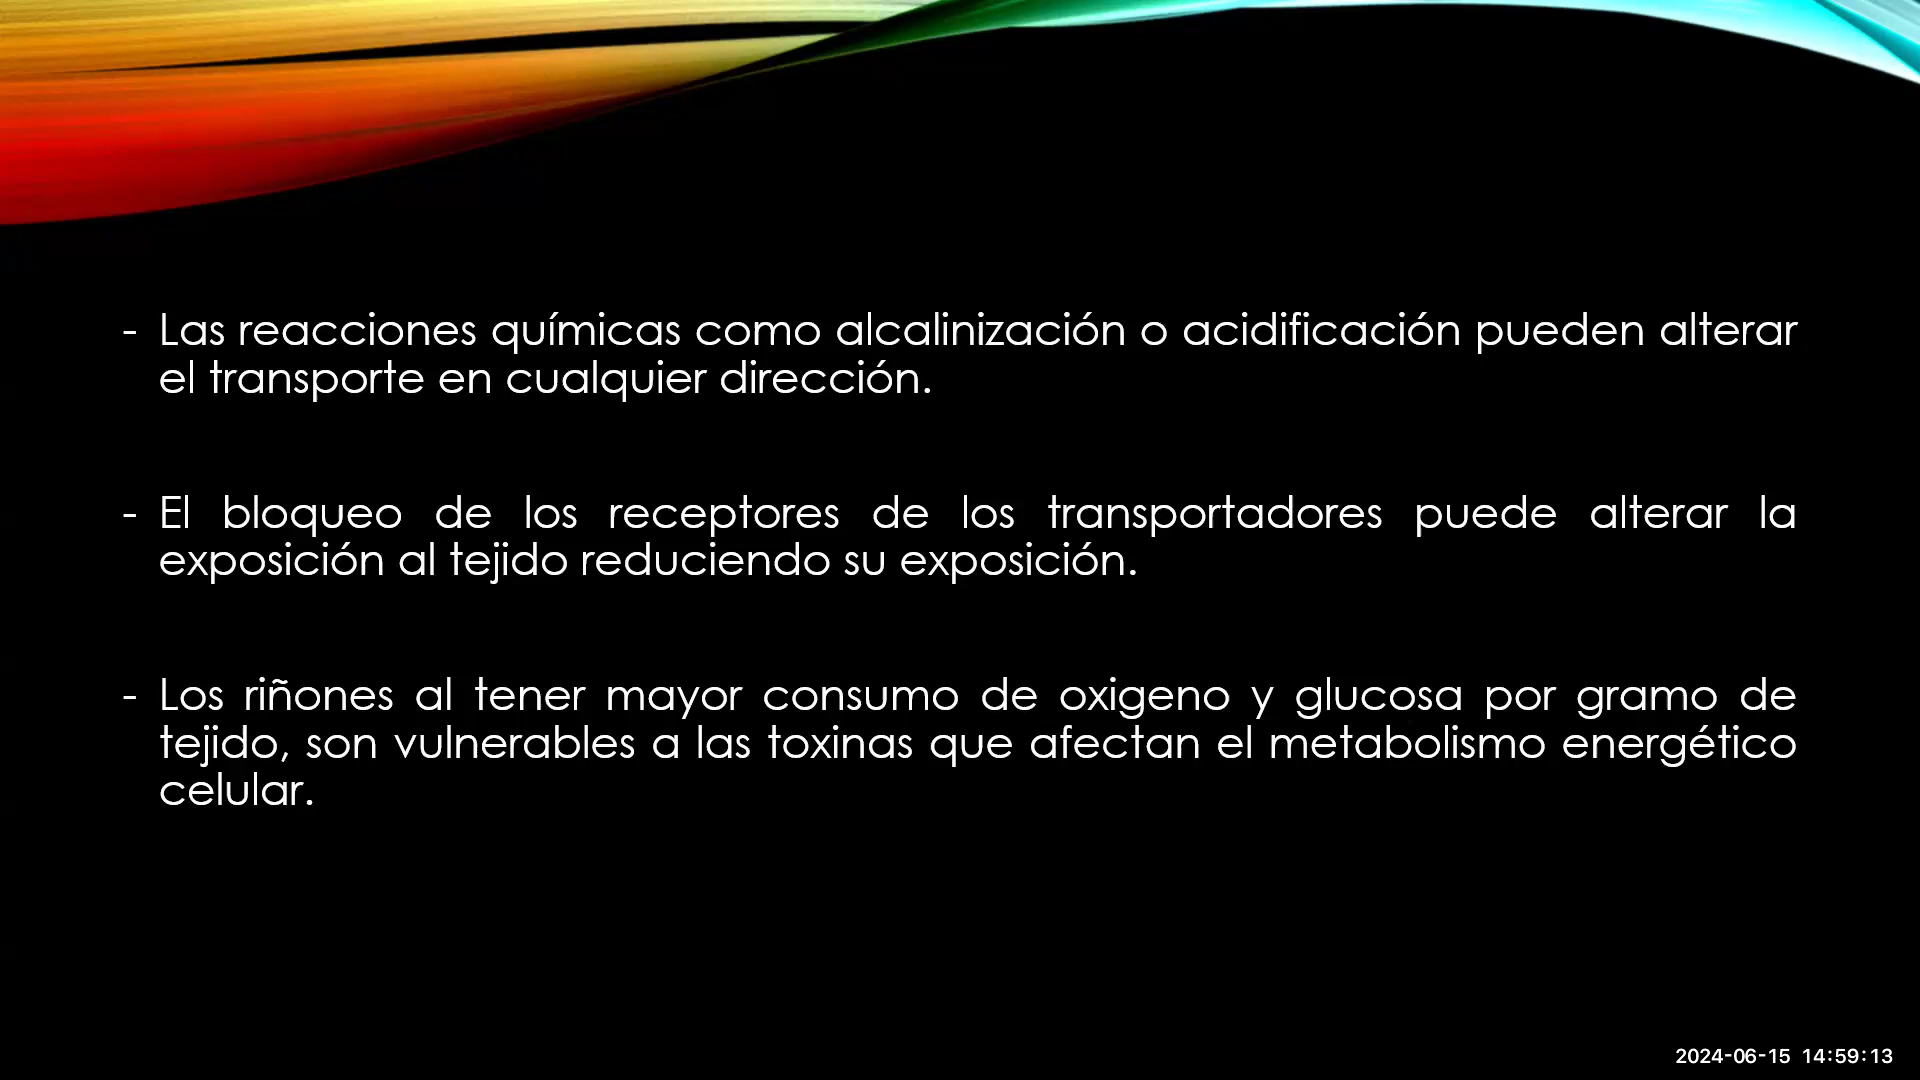 - Las reacciones químicas como alcalinización o acidificación pueden alterar
el transporte en cualquier dirección.
- El bloqueo de los receptores de los transportadores puede alterar la
exposición al tejido reduciendo su exposición.
- Los riñones al tener mayor consumo de oxigeno y glucosa por gramo de
tejido, son vulnerables a las toxinas que afectan el metabolismo energético
celular.
2024-06-15 14:59:13